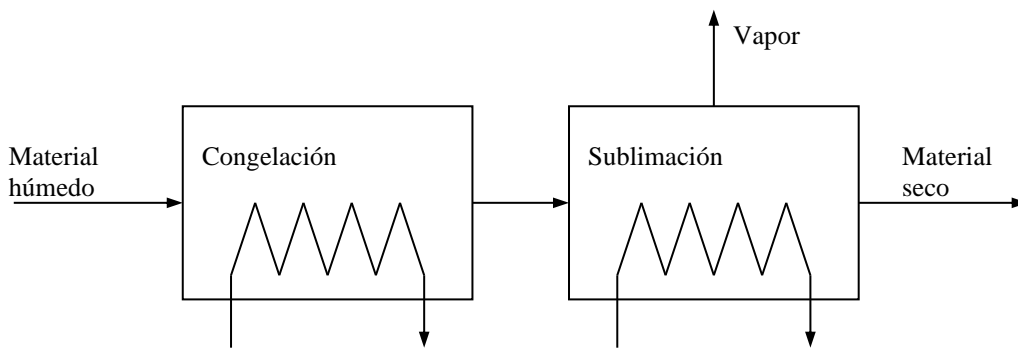 Vapor
Material
húmedo
Congelación
Sublimación
Material
seco